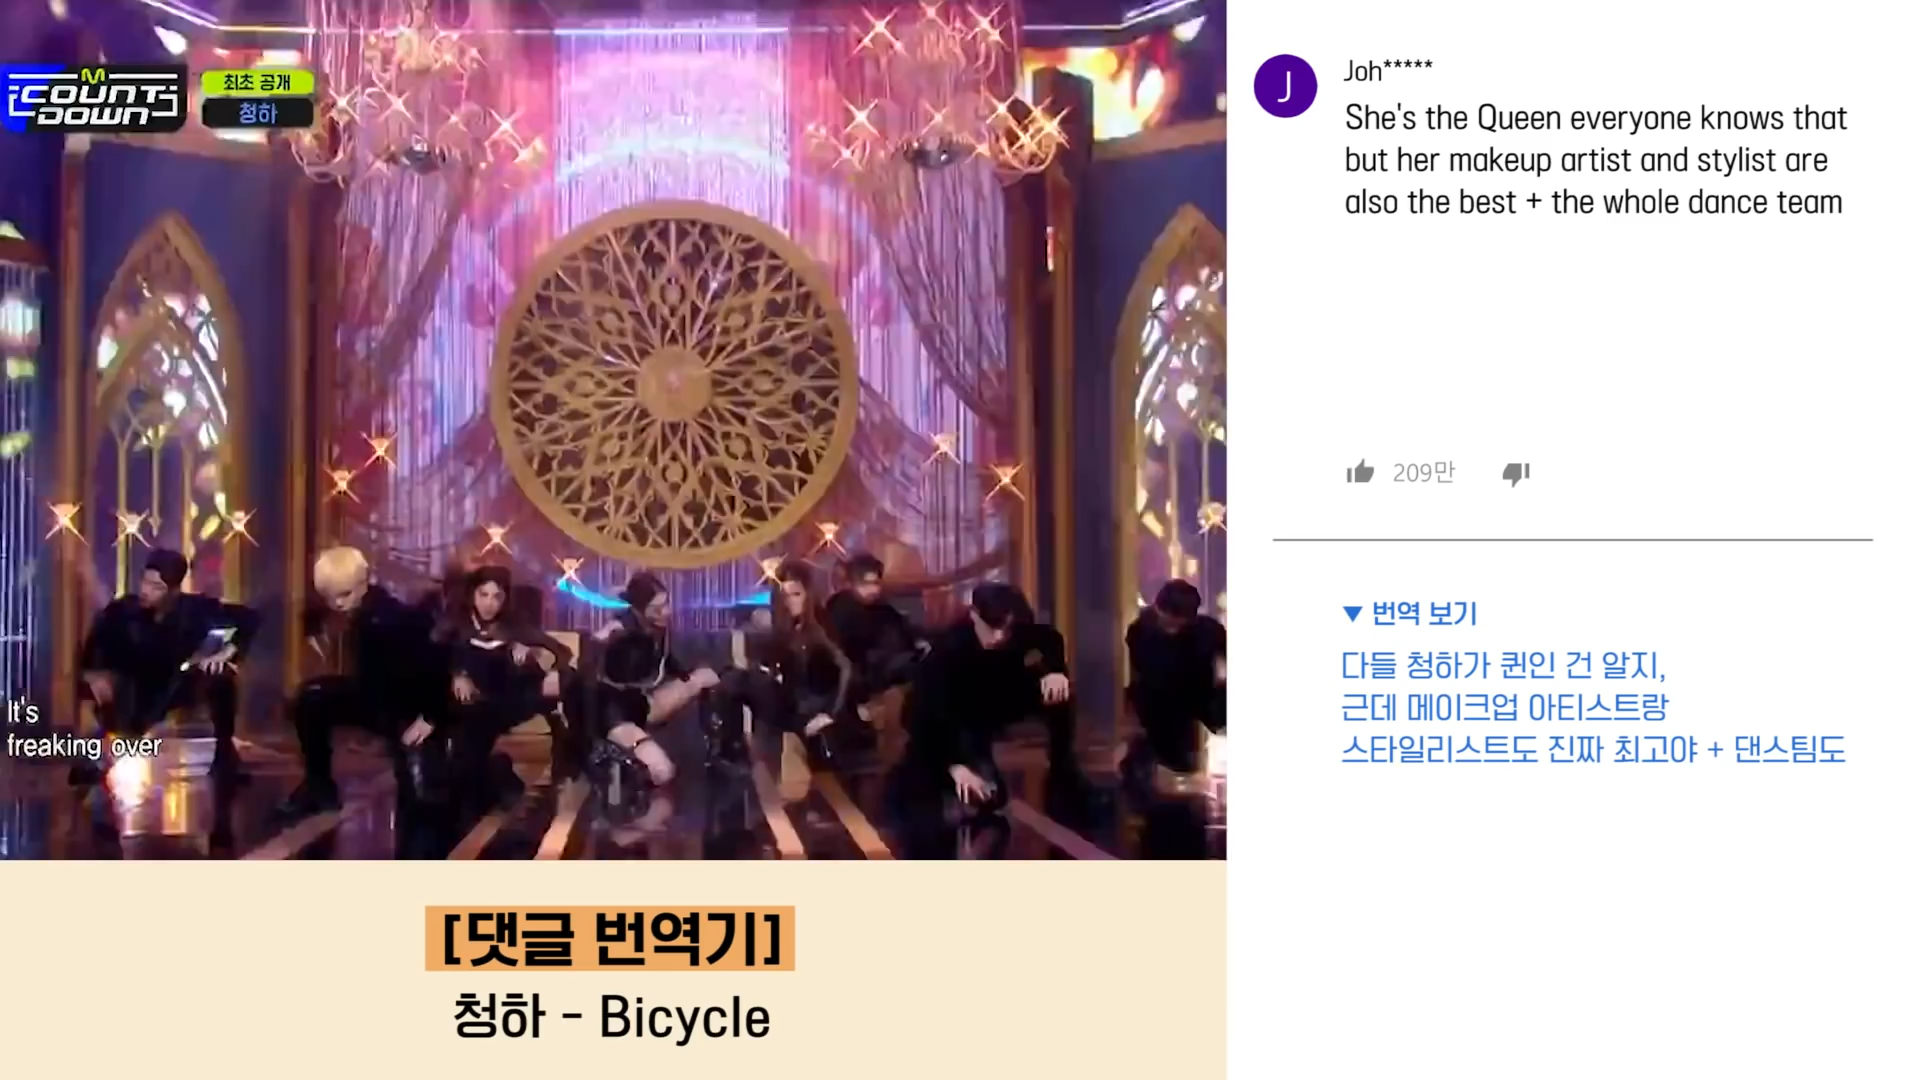 M
COUNT
DOWN
최초 공개
청하
It's
freaking over
[댓글 번역기]
청하 - Bicycle
J
Joh*****
She's the Queen everyone knows that
but her makeup artist and stylist are
also the best + the whole dance team
209만
▼ 번역 보기
다들 청하가 퀸인 건 알지,
근데 메이크업 아티스트랑
스타일리스트도 진짜 최고야 + 댄스팀도